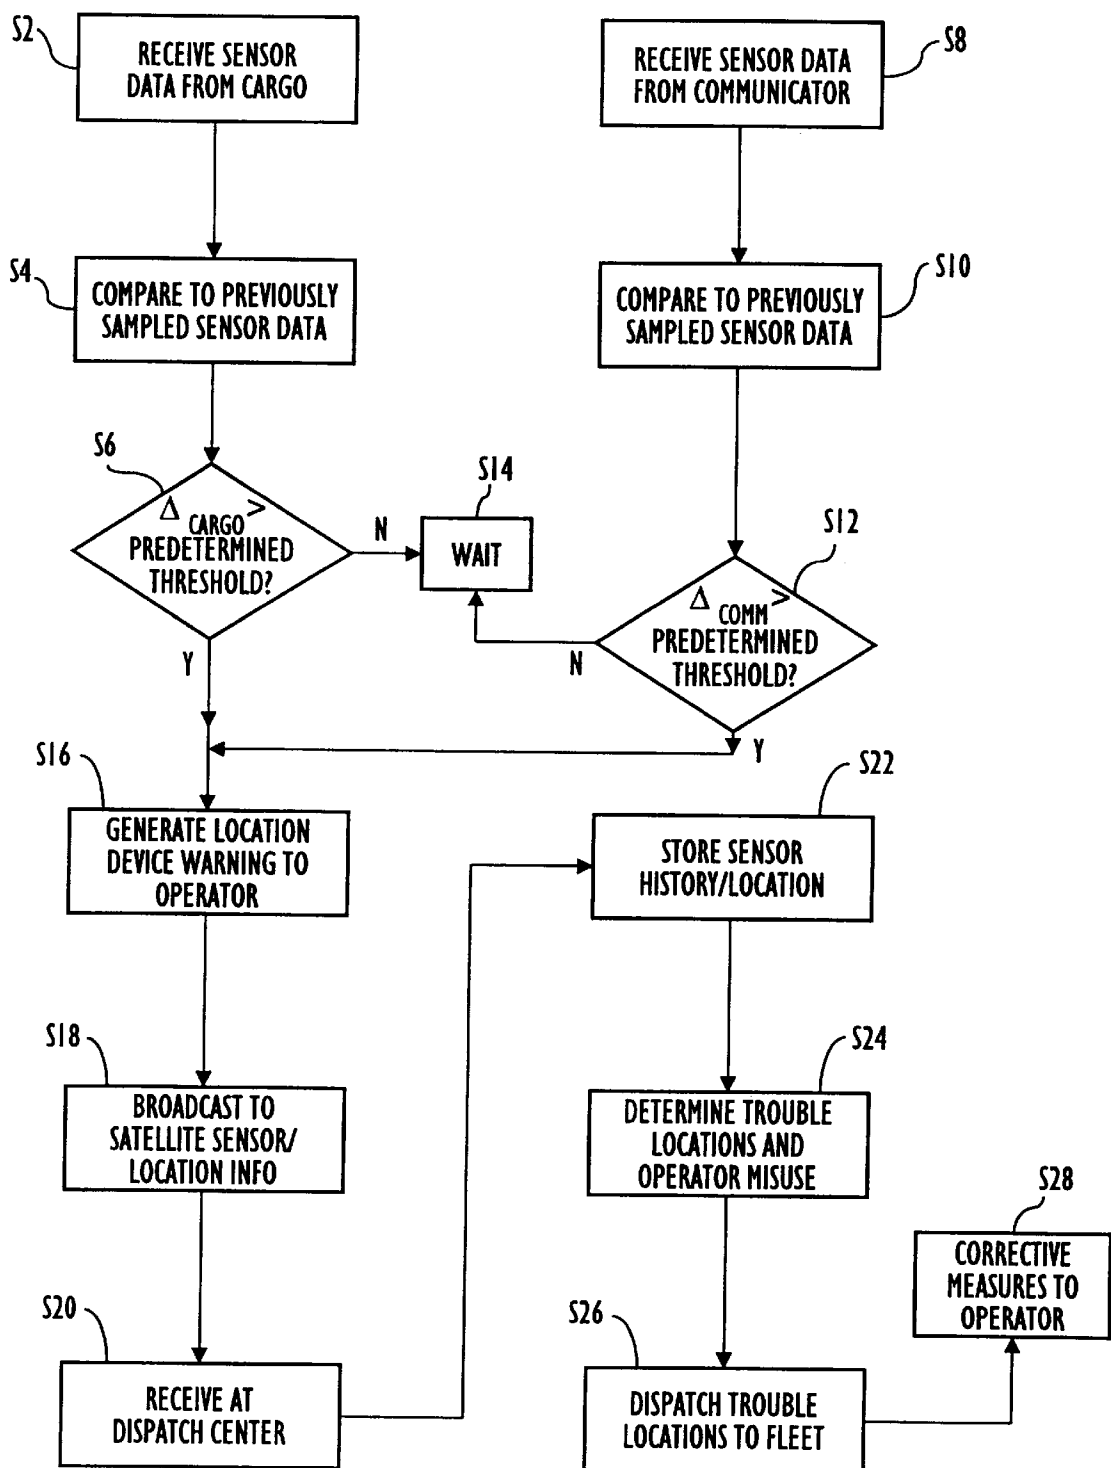 S2
RECEIVE SENSOR
DATA FROM CARGO
S8
RECEIVE SENSOR DATA
FROM COMMUNICATOR
S4
COMPARE TO PREVIOUSLY
SAMPLED SENSOR DATA
S10
COMPARE TO PREVIOUSLY
SAMPLED SENSOR DATA
S6
Δ CARGO >
PREDETERMINED
THRESHOLD?
N
Y
S14
WAIT
S12
Δ COMM >
PREDETERMINED
THRESHOLD?
N
Y
S16
GENERATE LOCATION
DEVICE WARNING TO
OPERATOR
S18
BROADCAST TO
SATELLITE SENSOR/
LOCATION INFO
S20
RECEIVE AT
DISPATCH CENTER
S22
STORE SENSOR
HISTORY/LOCATION
S24
DETERMINE TROUBLE
LOCATIONS AND
OPERATOR MISUSE
S26
DISPATCH TROUBLE
LOCATIONS TO FLEET
S28
CORRECTIVE
MEASURES TO
OPERATOR